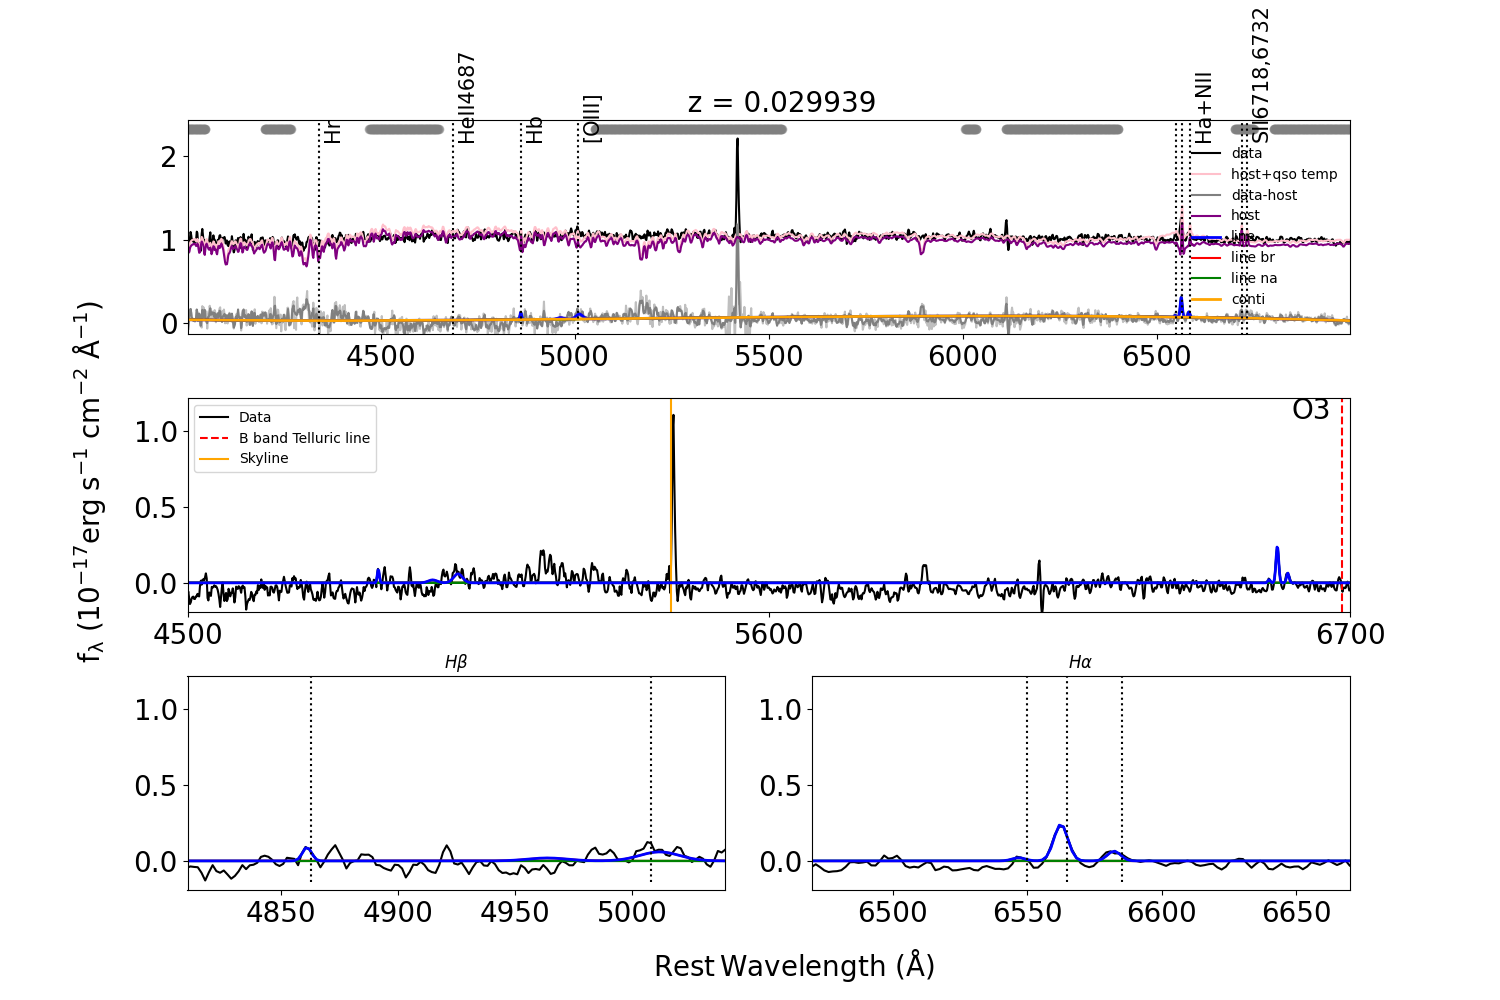 z = 0.029939
Hr
HeII4687
Hb
[OIII]
Ha+NII
SII6718,6732
data
host+qso temp
data-host
host
line
line br
line na
conti
2
1
0
4500
5000
5500
6000
6500
fλ (10⁻¹⁷erg s⁻¹ cm⁻² Å⁻¹)
Data
B band Telluric line
Skyline
O3
1.0
0.5
0.0
4500
5600
6700
Hβ
1.0
0.5
0.0
4850
4900
4950
5000
Hα
1.0
0.5
0.0
6500
6550
6600
6650
Rest Wavelength (Å)